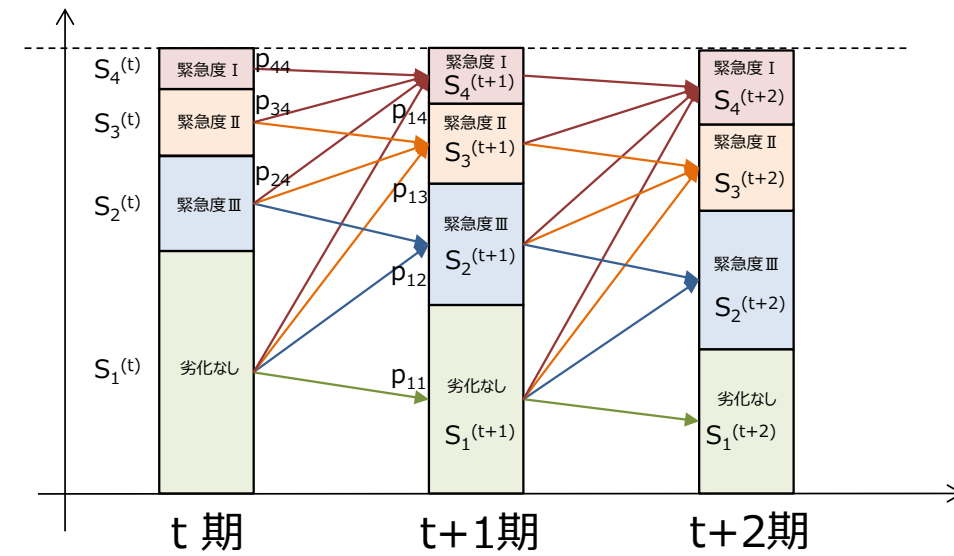 S₄⁽ᵗ⁾
緊急度Ⅰ
p₄₄
S₃⁽ᵗ⁾
緊急度Ⅱ
p₃₄
S₂⁽ᵗ⁾
緊急度Ⅲ
p₂₄
S₁⁽ᵗ⁾
劣化なし
p₁₄
p₁₃
p₁₂
p₁₁
緊急度Ⅰ
S₄⁽ᵗ⁺¹⁾
緊急度Ⅱ
S₃⁽ᵗ⁺¹⁾
緊急度Ⅲ
S₂⁽ᵗ⁺¹⁾
劣化なし
S₁⁽ᵗ⁺¹⁾
緊急度Ⅰ
S₄⁽ᵗ⁺²⁾
緊急度Ⅱ
S₃⁽ᵗ⁺²⁾
緊急度Ⅲ
S₂⁽ᵗ⁺²⁾
劣化なし
S₁⁽ᵗ⁺²⁾
t 期
t+1期
t+2期